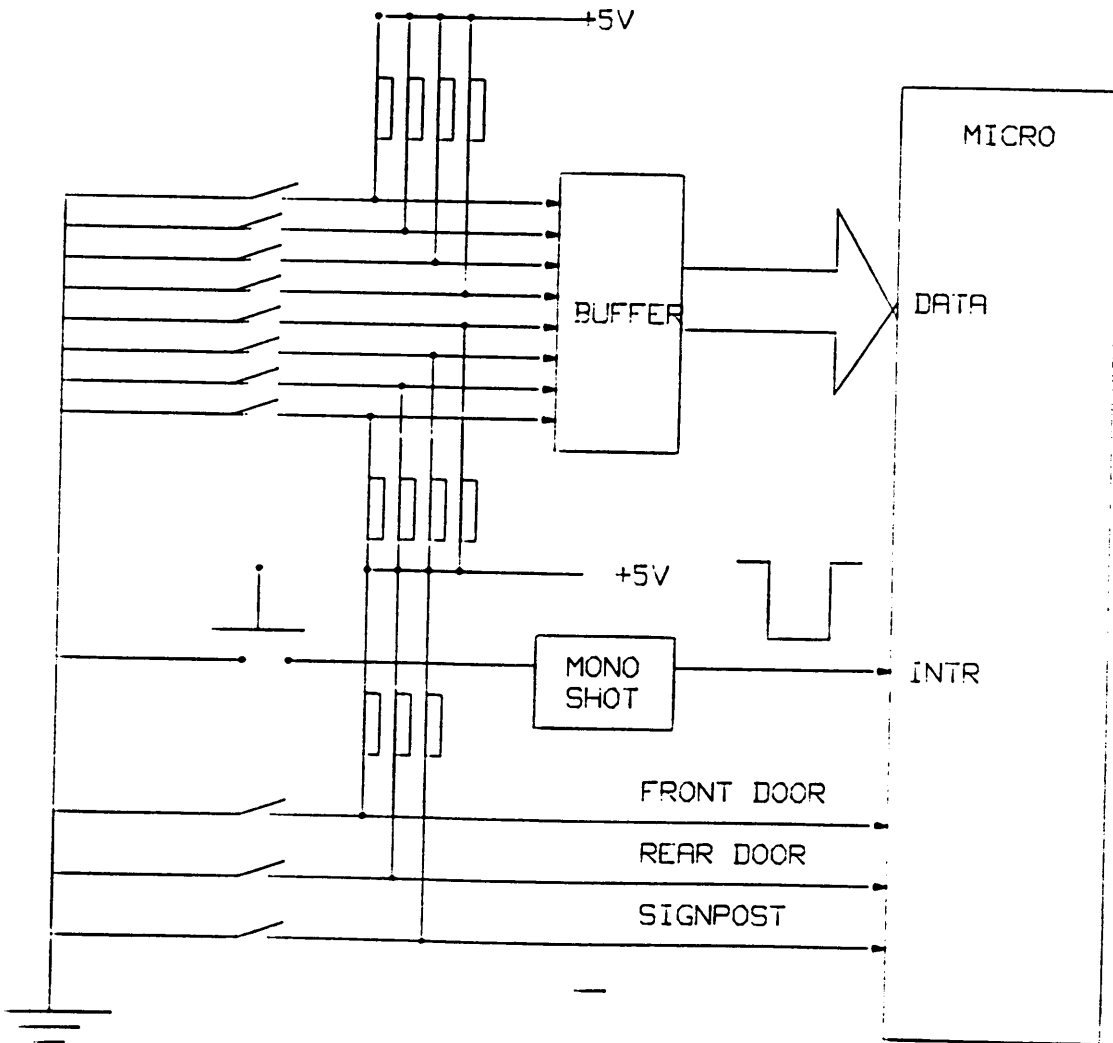 +5V
MICRO
BUFFER
DATA
+5V
MONO
SHOT
INTR
FRONT DOOR
REAR DOOR
SIGNPOST